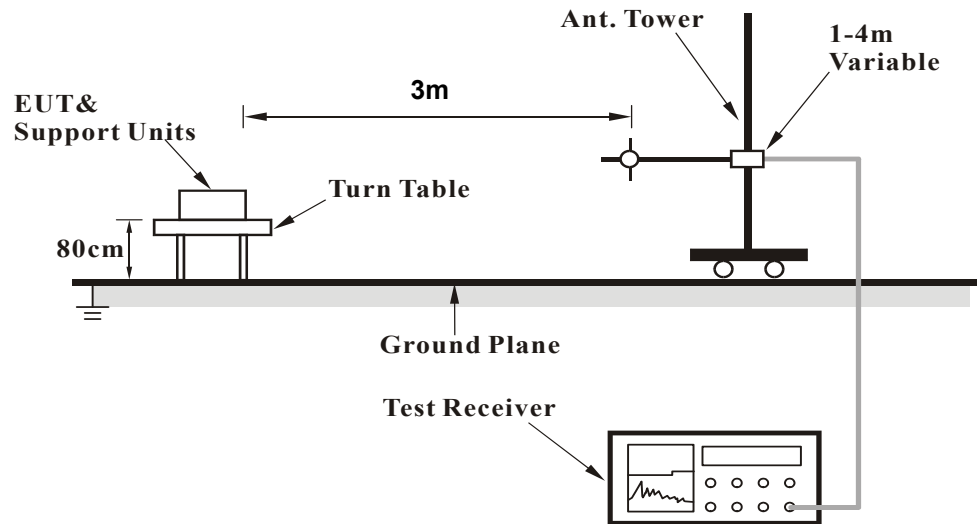 Ant. Tower
1-4m
Variable
3m
EUT&
Support Units
Turn Table
80cm
Ground Plane
Test Receiver